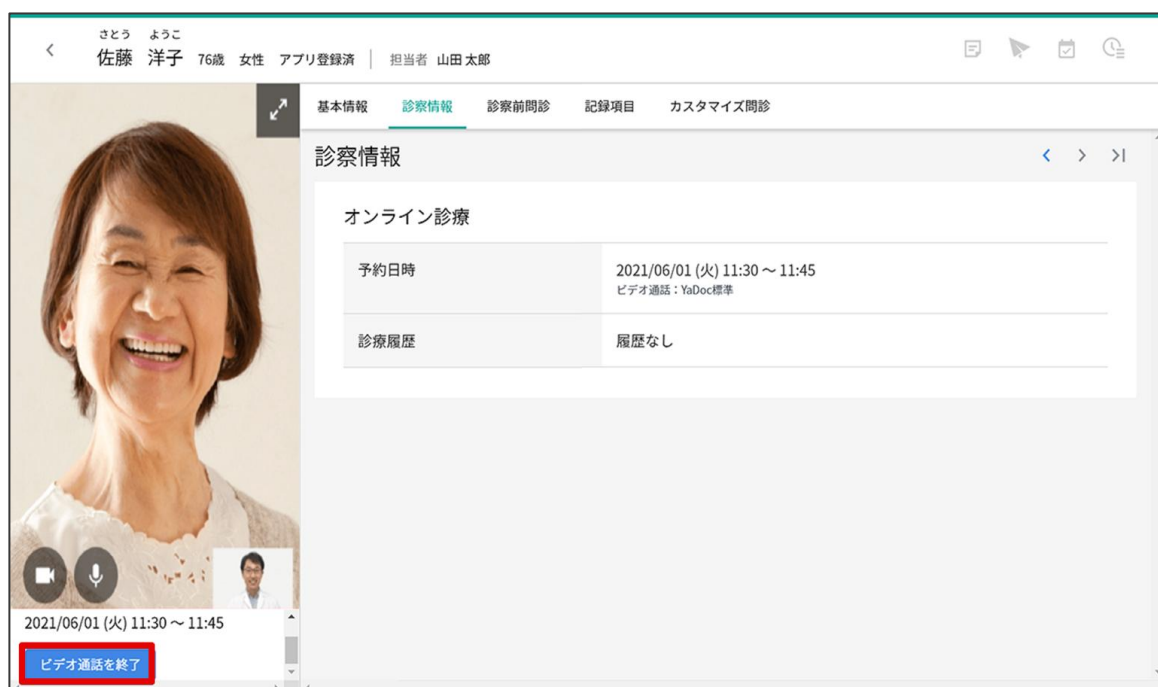 さとう ようこ
佐藤 洋子 76歳 女性 アプリ登録済 担当者 山田 太郎
基本情報 診察情報 診察前問診 記録項目 カスタマイズ問診
診察情報
オンライン診療
予約日時 2021/06/01 (火) 11:30 ～ 11:45
ビデオ通話：YaDoc標準
診療履歴 履歴なし
2021/06/01 (火) 11:30 ～ 11:45
ビデオ通話を終了